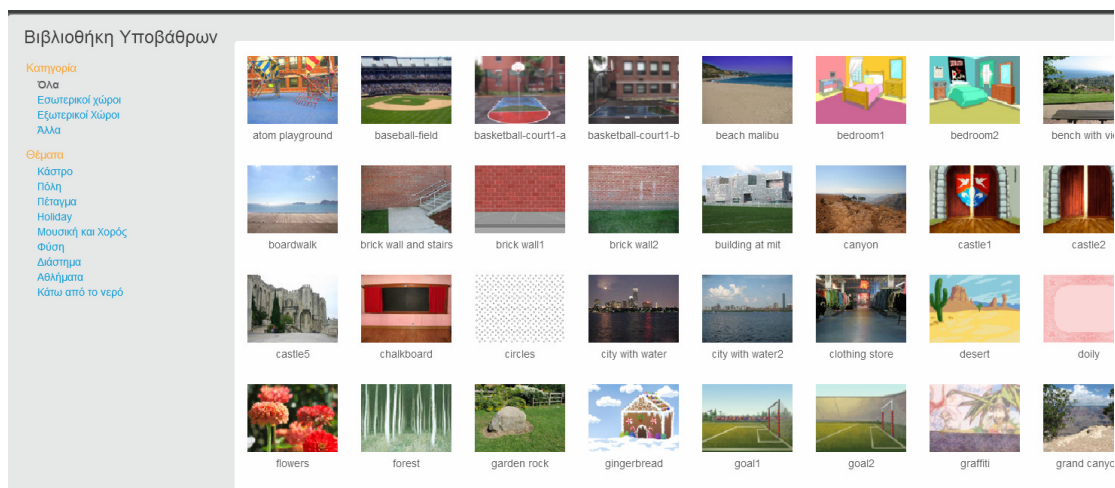 Βιβλιοθήκη Υποβάθρων
Κατηγορία
Όλα
Εσωτερικοί χώροι
Εξωτερικοί Χώροι
Άλλα
Θέματα
Κάστρο
Πόλη
Πέταγμα
Holiday
Μουσική και Χορός
Φύση
Διάστημα
Αθλήματα
Κάτω από το νερό
atom playground baseball-field basketball-court1-a basketball-court1-b beach malibu bedroom1 bedroom2 bench with
boardwalk brick wall and stairs brick wall1 brick wall2 building at mit canyon castle1 castle2
castle5 chalkboard circles city with water city with water2 clothing store desert doily
flowers forest garden rock gingerbread goal1 goal2 graffiti grand